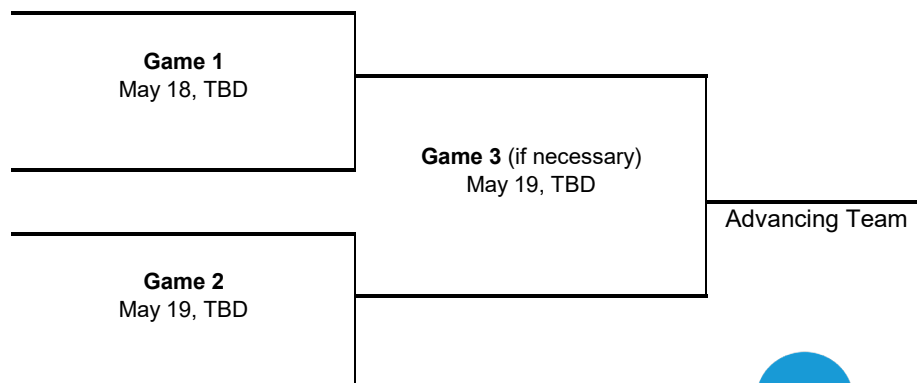 Game 1
May 18, TBD
Game 3 (if necessary)
May 19, TBD
Advancing Team
Game 2
May 19, TBD